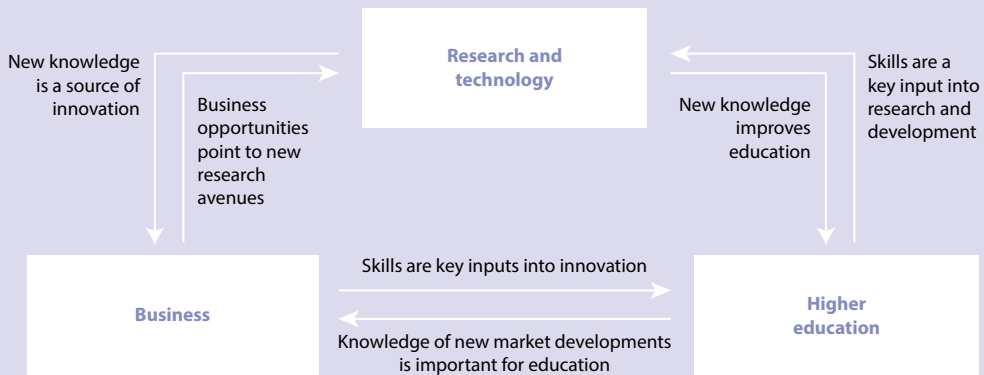 Research and
technology
New knowledge
is a source of
innovation
Business
opportunities
point to new
research
avenues
New knowledge
improves
education
Skills are a
key input into
research and
development
Business
Skills are key inputs into innovation
Knowledge of new market developments
is important for education
Higher
education